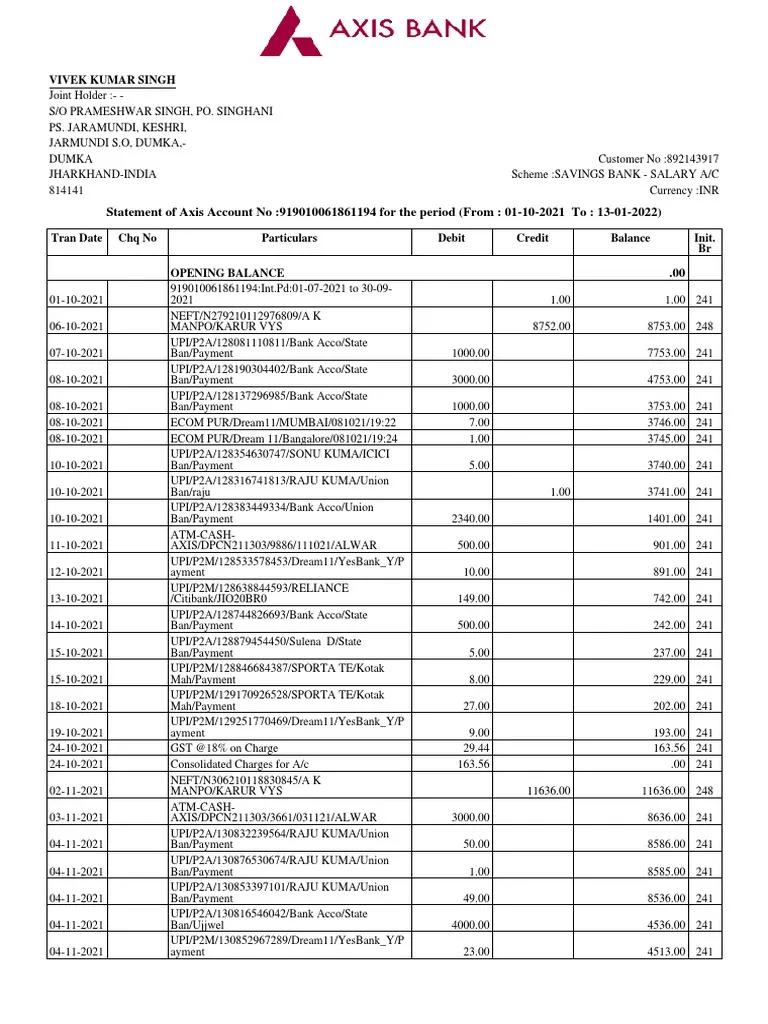 AXIS BANK
VIVEK KUMAR SINGH
Joint Holder :- -
S/O PRAMESHWAR SINGH, PO. SINGHANI
PS. JARAMUNDI, KESHRI,
JARMUNDI S.O, DUMKA,-
DUMKA Customer No :892143917
JHARKHAND-INDIA Scheme :SAVINGS BANK - SALARY A/C
814141 Currency :INR
Statement of Axis Account No :919010061861194 for the period (From : 01-10-2021 To : 13-01-2022)
Tran Date Chq No Particulars Debit Credit Balance Init.
Br
OPENING BALANCE .00
919010061861194:Int.Pd:01-07-2021 to 30-09-
01-10-2021 2021 1.00 1.00 241
NEFT/N279210112976809/A K
06-10-2021 MANPO/KARUR VYS 8752.00 8753.00 248
UPI/P2A/128081110811/Bank Acco/State
07-10-2021 Ban/Payment 1000.00 7753.00 241
UPI/P2A/128190304402/Bank Acco/State
08-10-2021 Ban/Payment 3000.00 4753.00 241
UPI/P2A/128137296985/Bank Acco/State
08-10-2021 Ban/Payment 1000.00 3753.00 241
08-10-2021 ECOM PUR/Dream11/MUMBAI/081021/19:22 7.00 3746.00 241
08-10-2021 ECOM PUR/Dream 11/Bangalore/081021/19:24 1.00 3745.00 241
UPI/P2A/128354630747/SONU KUMA/ICICI
10-10-2021 Ban/Payment 5.00 3740.00 241
UPI/P2A/128316741813/RAJU KUMA/Union
10-10-2021 Ban/raju 1.00 3741.00 241
UPI/P2A/128383449334/Bank Acco/Union
10-10-2021 Ban/Payment 2340.00 1401.00 241
ATM-CASH-
11-10-2021 AXIS/DPCN211303/9886/111021/ALWAR 500.00 901.00 241
UPI/P2M/128533578453/Dream11/YesBank_Y/P
12-10-2021 ayment 10.00 891.00 241
UPI/P2M/128638844593/RELIANCE
13-10-2021 /Citibank/JIO20BR0 149.00 742.00 241
UPI/P2A/128744826693/Bank Acco/State
14-10-2021 Ban/Payment 500.00 242.00 241
UPI/P2A/128879454450/Sulena D/State
15-10-2021 Ban/Payment 5.00 237.00 241
UPI/P2M/128846684387/SPORTA TE/Kotak
15-10-2021 Mah/Payment 8.00 229.00 241
UPI/P2M/129170926528/SPORTA TE/Kotak
18-10-2021 Mah/Payment 27.00 202.00 241
UPI/P2M/129251770469/Dream11/YesBank_Y/P
19-10-2021 ayment 9.00 193.00 241
24-10-2021 GST @18% on Charge 29.44 163.56 241
24-10-2021 Consolidated Charges for A/c 163.56 .00 241
NEFT/N306210118830845/A K
02-11-2021 MANPO/KARUR VYS 11636.00 11636.00 248
ATM-CASH-
03-11-2021 AXIS/DPCN211303/3661/031121/ALWAR 3000.00 8636.00 241
UPI/P2A/130832239564/RAJU KUMA/Union
04-11-2021 Ban/Payment 50.00 8586.00 241
UPI/P2A/130876530674/RAJU KUMA/Union
04-11-2021 Ban/Payment 1.00 8585.00 241
UPI/P2A/130853397101/RAJU KUMA/Union
04-11-2021 Ban/Payment 49.00 8536.00 241
UPI/P2A/130816546042/Bank Acco/State
04-11-2021 Ban/Ujjwel 4000.00 4536.00 241
UPI/P2M/130852967289/Dream11/YesBank_Y/P
04-11-2021 ayment 23.00 4513.00 241